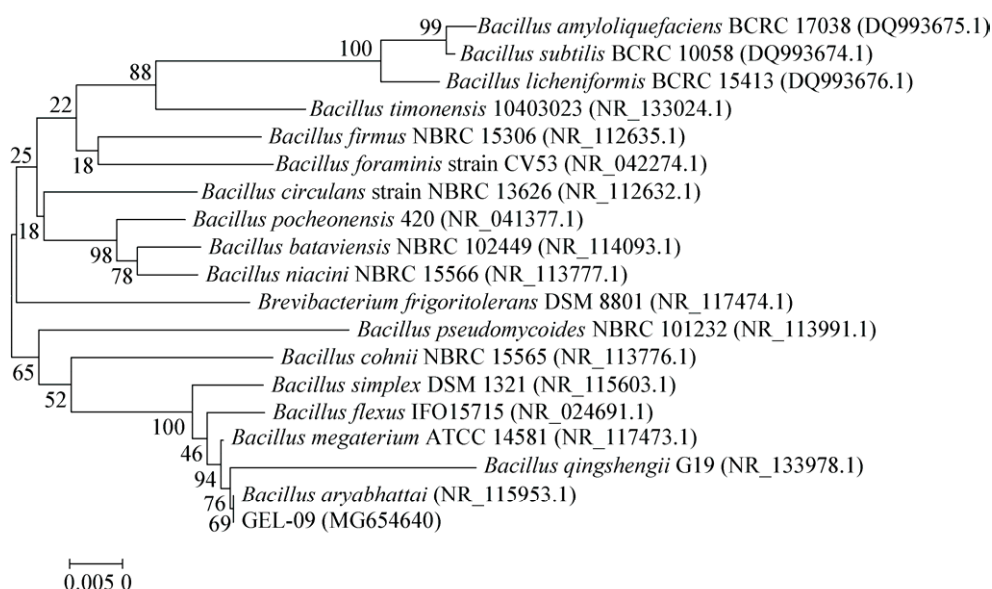 99
Bacillus amyloliquefaciens BCRC 17038 (DQ993675.1)
100
Bacillus subtilis BCRC 10058 (DQ993674.1)
88
Bacillus licheniformis BCRC 15413 (DQ993676.1)
22
Bacillus timonensis 10403023 (NR_133024.1)
Bacillus firmus NBRC 15306 (NR_112635.1)
25
18
Bacillus foraminis strain CV53 (NR_042274.1)
Bacillus circulans strain NBRC 13626 (NR_112632.1)
18
Bacillus pocheonensis 420 (NR_041377.1)
98
Bacillus bataviensis NBRC 102449 (NR_114093.1)
78
Bacillus niacini NBRC 15566 (NR_113777.1)
Brevibacterium frigoritolerans DSM 8801 (NR_117474.1)
Bacillus pseudomycoides NBRC 101232 (NR_113991.1)
65
Bacillus cohnii NBRC 15565 (NR_113776.1)
52
Bacillus simplex DSM 1321 (NR_115603.1)
100
Bacillus flexus IFO15715 (NR_024691.1)
46
Bacillus megaterium ATCC 14581 (NR_117473.1)
94
Bacillus qingshengii G19 (NR_133978.1)
76
Bacillus aryabhattai (NR_115953.1)
69
GEL-09 (MG654640)
0.005 0